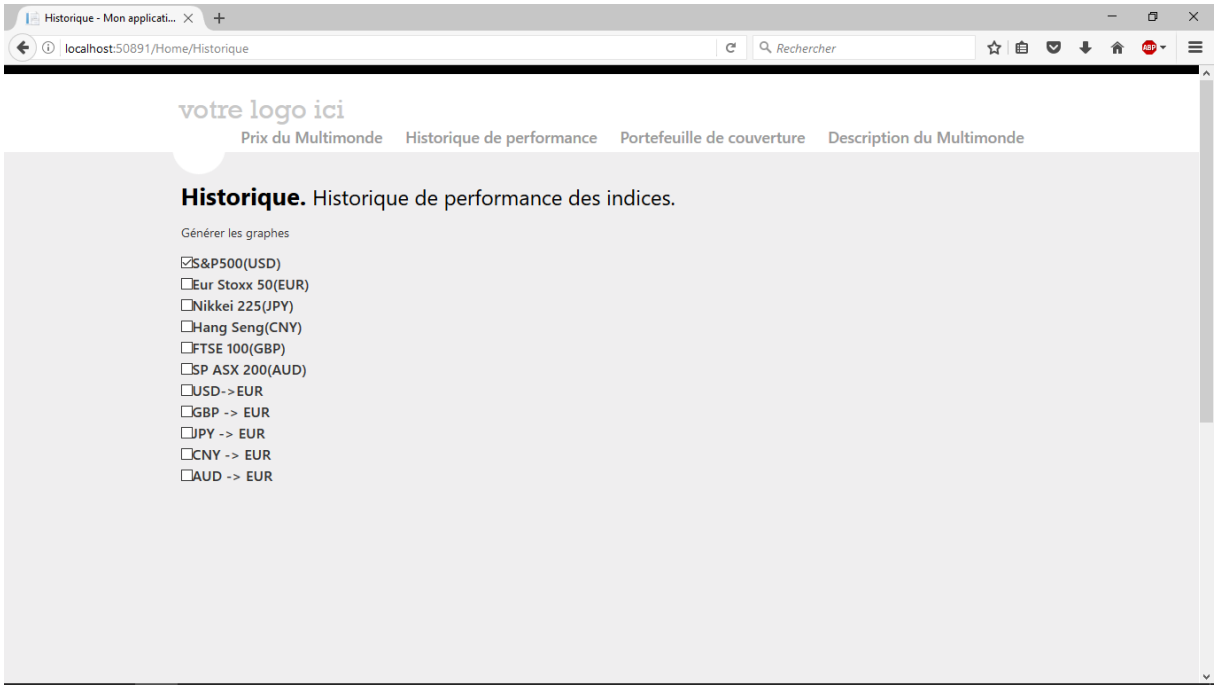 Historique - Mon applicati...
localhost:50891/Home/Historique
Rechercher
ABP
votre logo ici
Prix du Multimonde Historique de performance Portefeuille de couverture Description du Multimonde
Historique. Historique de performance des indices.
Générer les graphes
S&P500(USD)
Eur Stoxx 50(EUR)
Nikkei 225(JPY)
Hang Seng(CNY)
FTSE 100(GBP)
SP ASX 200(AUD)
USD->EUR
GBP -> EUR
JPY -> EUR
CNY -> EUR
AUD -> EUR